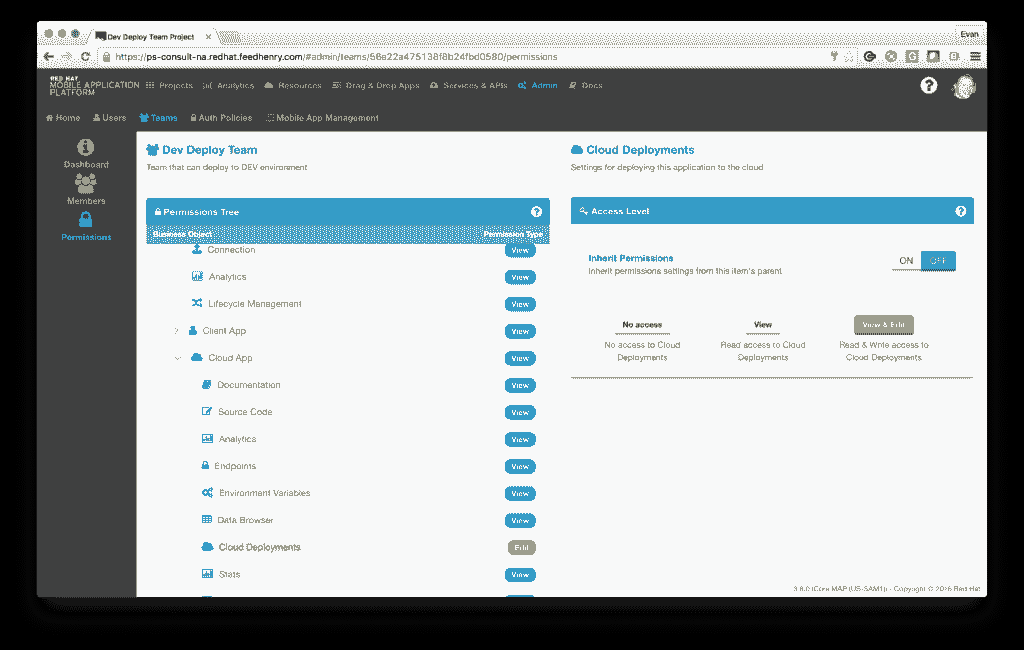 Dev Deploy Team Project
Evan
https://ps-consult-na.redhat.feedhenry.com/#admin/teams/56e22a475138f8b24fbd0580/permissions
RED HAT
MOBILE APPLICATION
PLATFORM
Projects Analytics Resources Drag & Drop Apps Services & APIs Admin Docs
Home Users Teams Auth Policies Mobile App Management
Dashboard
Members
Permissions
Dev Deploy Team
Team that can deploy to DEV environment
Permissions Tree
Business Object Permission Type
Connection View
Analytics View
Lifecycle Management View
Client App View
Cloud App View
Documentation View
Source Code View
Analytics View
Endpoints View
Environment Variables View
Data Browser View
Cloud Deployments Edit
Stats View
Cloud Deployments
Settings for deploying this application to the cloud
Access Level
Inherit Permissions
Inherit permissions settings from this item's parent
ON OFF
No access
No access to Cloud
Deployments
View
Read access to Cloud
Deployments
View & Edit
Read & Write access to
Cloud Deployments
3.8.0 (Core MAP (US-SAM1)) - Copyright © 2016 Red Hat